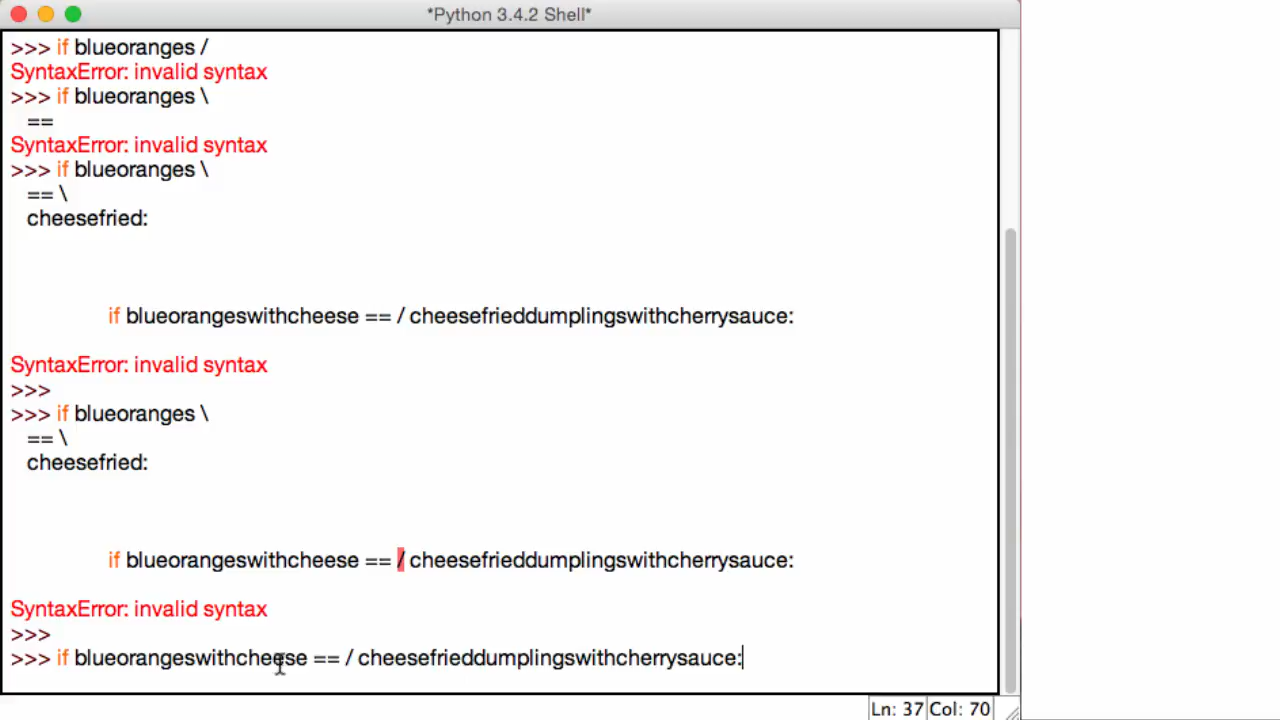 *Python 3.4.2 Shell*
>>> if blueoranges /
SyntaxError: invalid syntax
>>> if blueoranges \
== 
SyntaxError: invalid syntax
>>> if blueoranges \
== \
cheesefried:
if blueorangeswithcheese == / cheesefrieddumplingswithcherrysauce:
SyntaxError: invalid syntax
>>>
>>> if blueoranges \
== \
cheesefried:
if blueorangeswithcheese == / cheesefrieddumplingswithcherrysauce:
SyntaxError: invalid syntax
>>>
>>> if blueorangeswithcheese == / cheesefrieddumplingswithcherrysauce:
Ln: 37 Col: 70